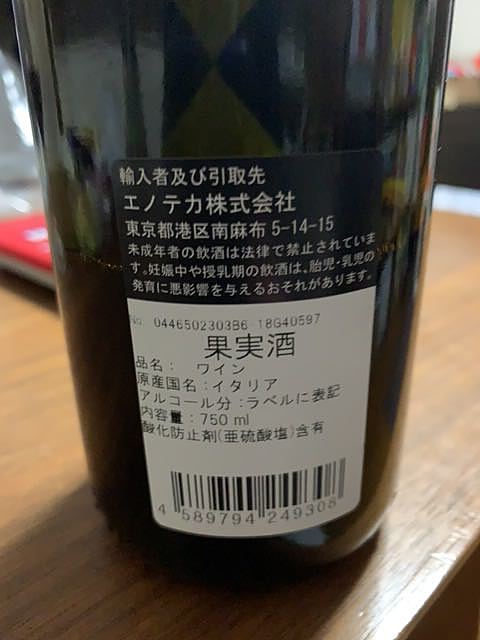 輸入者及び引取先
エノテカ株式会社
東京都港区南麻布 5-14-15
未成年者の飲酒は法律で禁止されていま
す。妊娠中や授乳期の飲酒は、胎児・乳児の
発育に悪影響を与えるおそれがあります。
No. 0446502303B6-18G40597
果実酒
品名： ワイン
原産国名：イタリア
アルコール分：ラベルに表記
内容量：750 ml
酸化防止剤(亜硫酸塩)含有
4 589794 249308